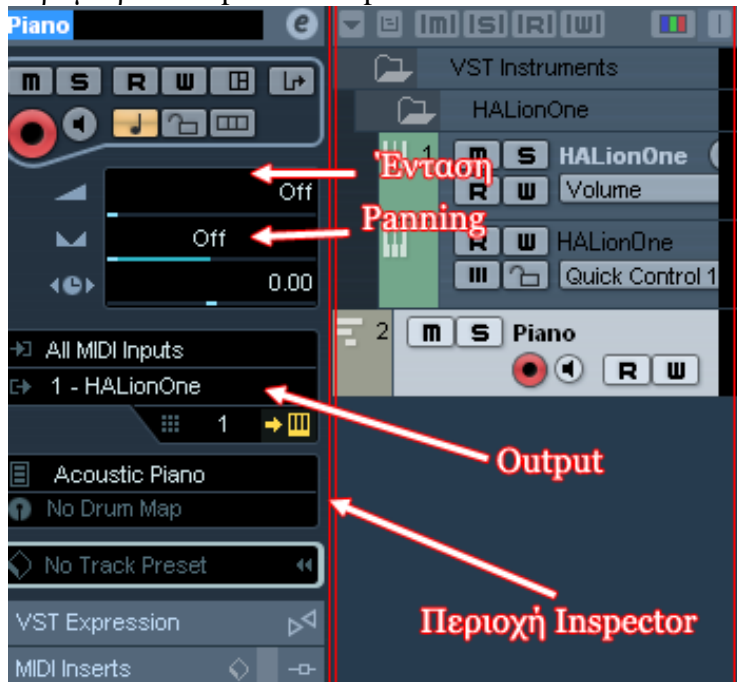 Piano e
m S R W
Off
Off
0.00
All MIDI Inputs
1 - HALionOne
1
Acoustic Piano
No Drum Map
No Track Preset
VST Expression
MIDI Inserts
m S R W
VST Instruments
HALionOne
1 m S HALionOne
R W Volume
R W HALionOne
Quick Control 1
2 m S Piano
R W
Ένταση
Panning
Output
Περιοχή Inspector